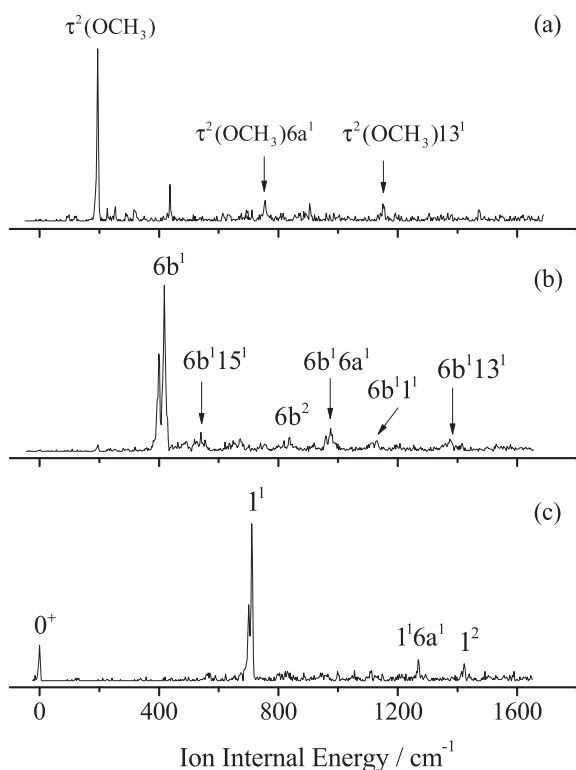 (a)
τ²(OCH₃)
τ²(OCH₃)6a¹
τ²(OCH₃)13¹
(b)
6b¹
6b¹15¹
6b²
6b¹6a¹
6b¹1¹
6b¹13¹
(c)
0⁺
1¹
1¹6a¹
1²
0 400 800 1200 1600
Ion Internal Energy / cm⁻¹